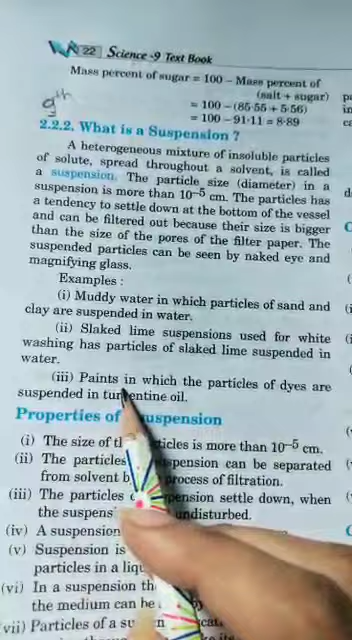 22 Science-9 Text Book
Mass percent of sugar = 100 – Mass percent of
(salt + sugar)
= 100 – (85·55 + 5·56)
= 100 – 91·11 = 8·89
9th
2.2.2. What is a Suspension ?
A heterogeneous mixture of insoluble particles
of solute, spread throughout a solvent, is called
a suspension. The particle size (diameter) in a
suspension is more than 10⁻⁵ cm. The particles has
a tendency to settle down at the bottom of the vessel
and can be filtered out because their size is bigger
than the size of the pores of the filter paper. The
suspended particles can be seen by naked eye and
magnifying glass.
Examples :
(i) Muddy water in which particles of sand and
clay are suspended in water.
(ii) Slaked lime suspensions used for white
washing has particles of slaked lime suspended in
water.
(iii) Paints in which the particles of dyes are
suspended in turpentine oil.
Properties of Suspension
(i) The size of particles is more than 10⁻⁵ cm.
(ii) The particles suspension can be separated
from solvent by process of filtration.
(iii) The particles suspension settle down, when
the suspension undisturbed.
(iv) A suspension
(v) Suspension is
particles in a
(vi) In a suspension
the medium can be
(vii) Particles of a